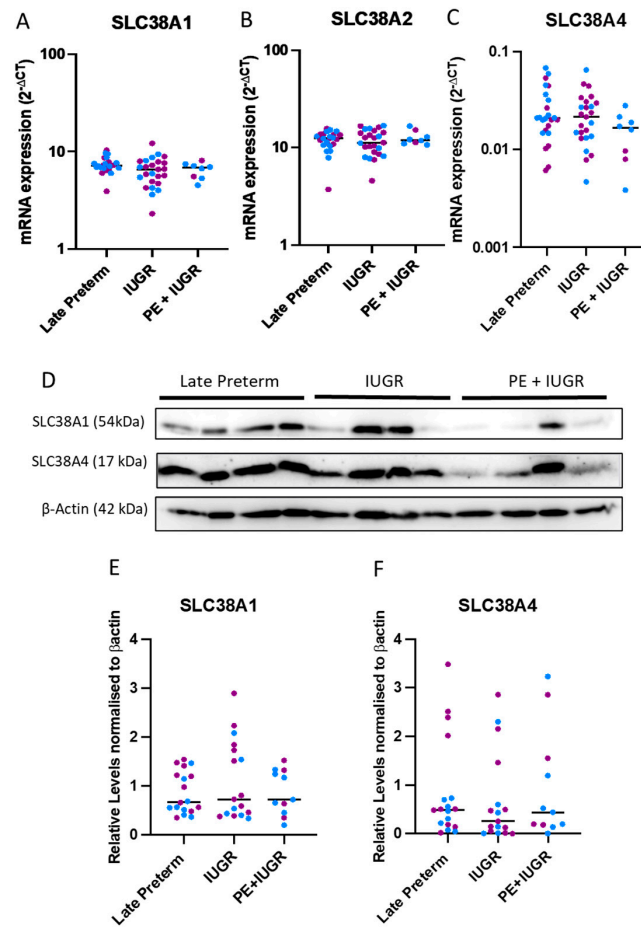 A
SLC38A1
mRNA expression (2^-ΔCT)
100
10
1
Late Preterm
IUGR
PE + IUGR
B
SLC38A2
mRNA expression (2^-ΔCT)
100
10
1
Late Preterm
IUGR
PE + IUGR
C
SLC38A4
mRNA expression (2^-ΔCT)
0.1
0.01
0.001
Late Preterm
IUGR
PE + IUGR
D
Late Preterm IUGR PE + IUGR
SLC38A1 (54kDa)
SLC38A4 (17 kDa)
β-Actin (42 kDa)
E
SLC38A1
Relative Levels normalised to βactin
4
3
2
1
0
Late Preterm
IUGR
PE+IUGR
F
SLC38A4
Relative Levels normalised to βactin
4
3
2
1
0
Late Preterm
IUGR
PE+IUGR